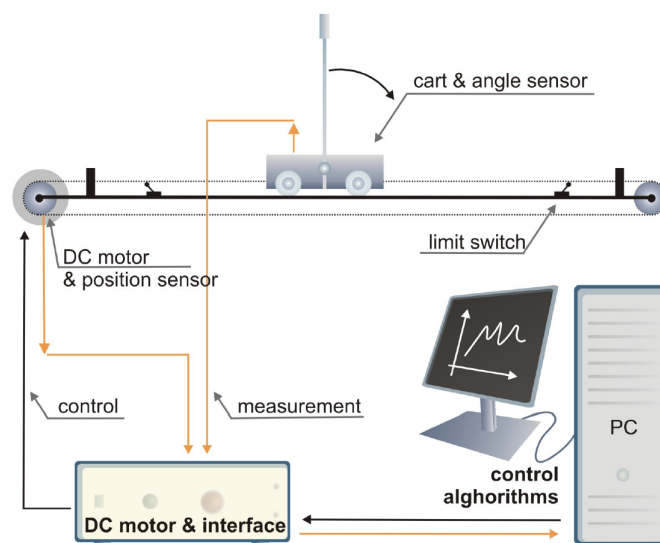 cart & angle sensor
DC motor
& position sensor
limit switch
control
measurement
PC
control
alghorithms
DC motor & interface